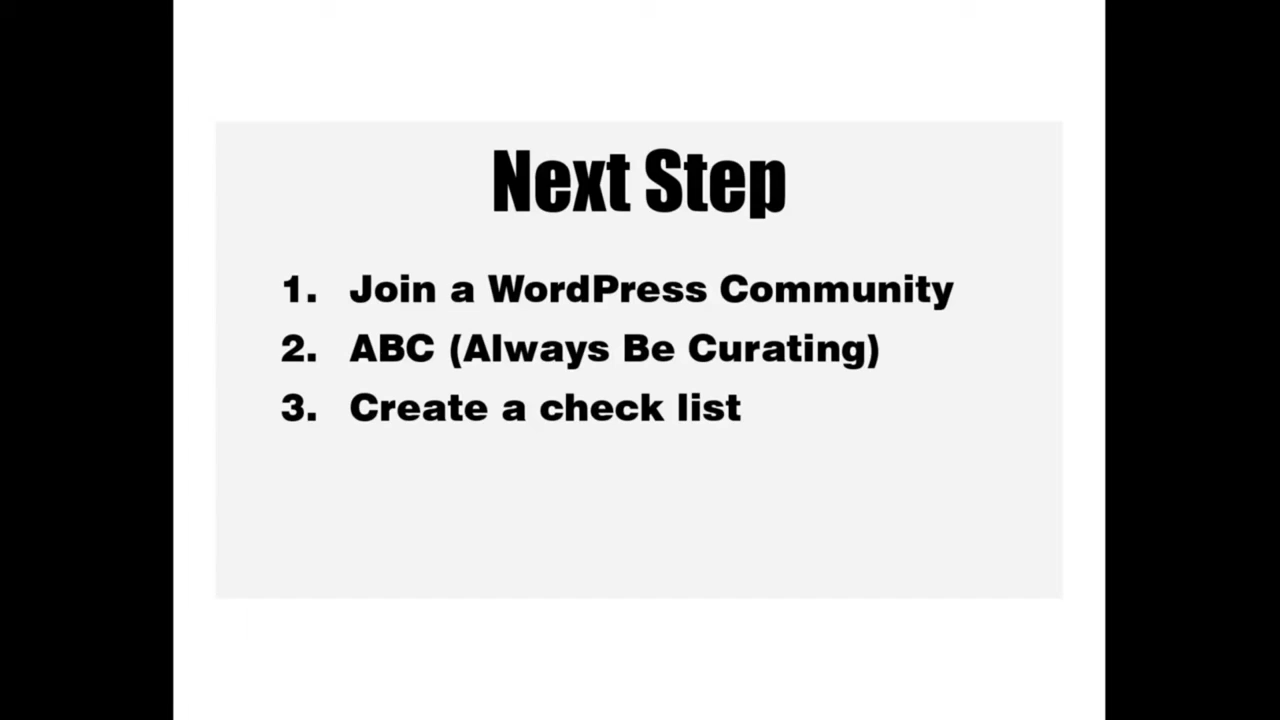 Next Step
1. Join a WordPress Community
2. ABC (Always Be Curating)
3. Create a check list